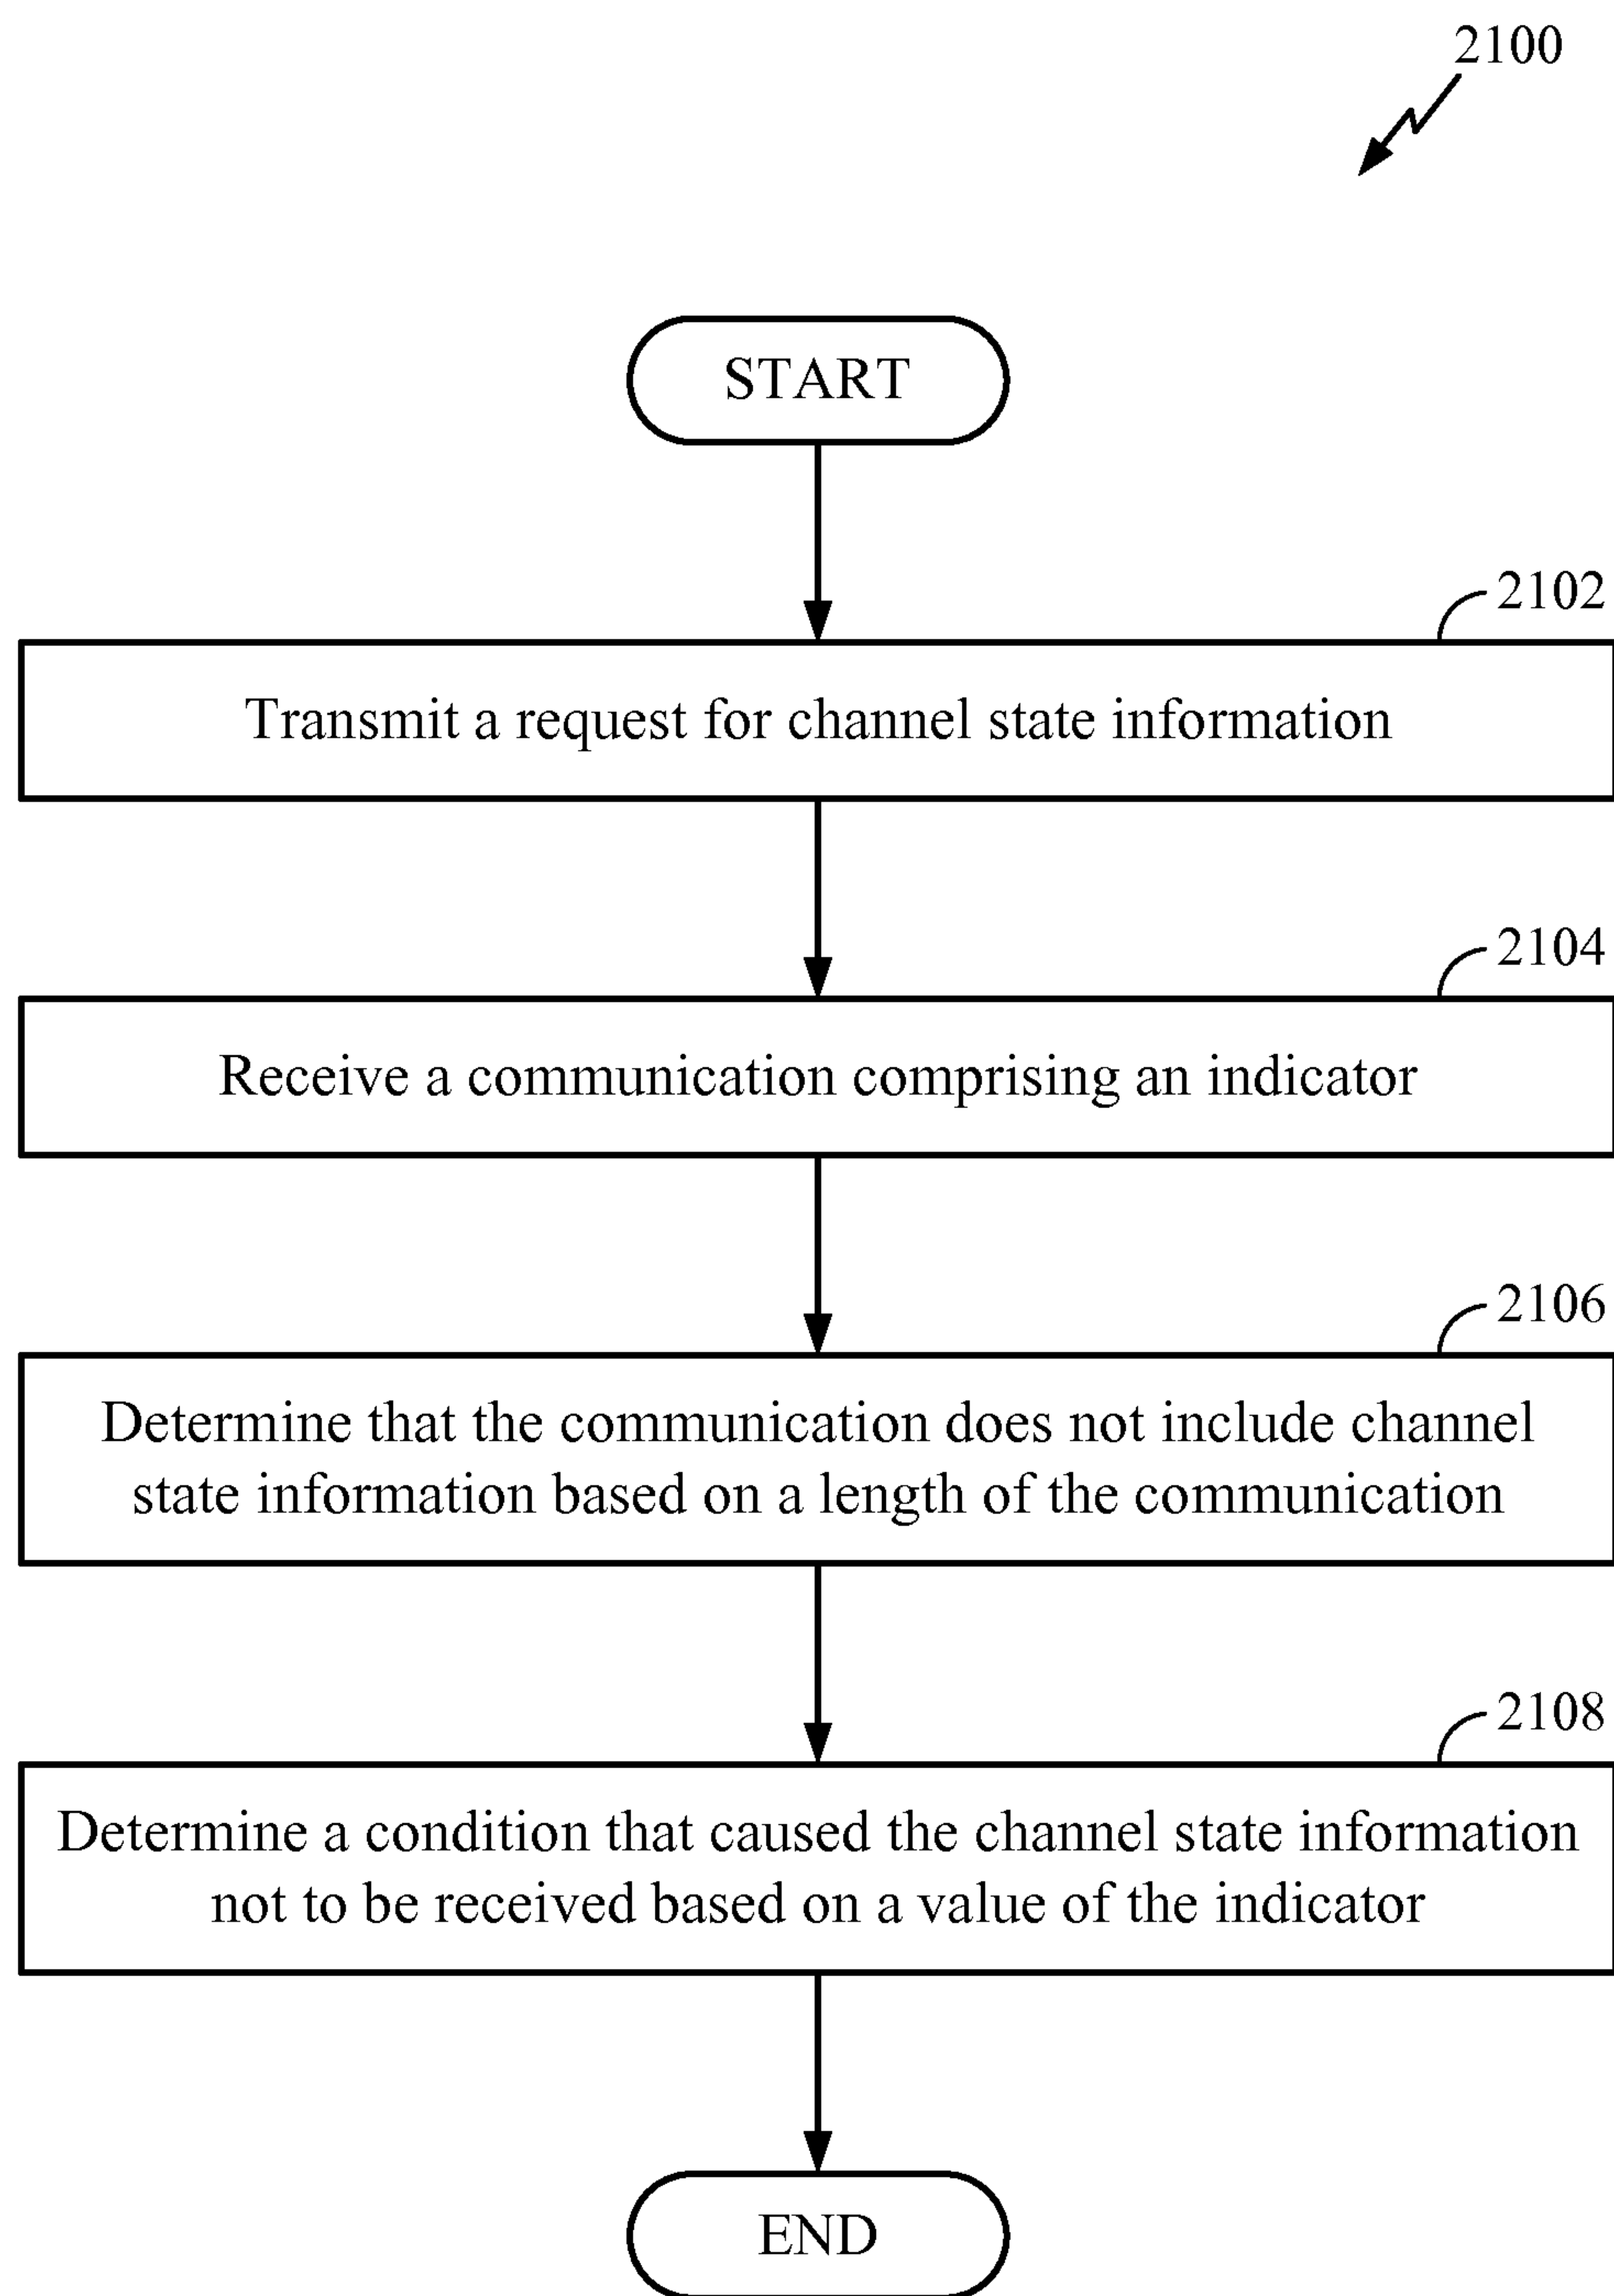 2100
START
2102
Transmit a request for channel state information
2104
Receive a communication comprising an indicator
2106
Determine that the communication does not include channel
state information based on a length of the communication
2108
Determine a condition that caused the channel state information
not to be received based on a value of the indicator
END